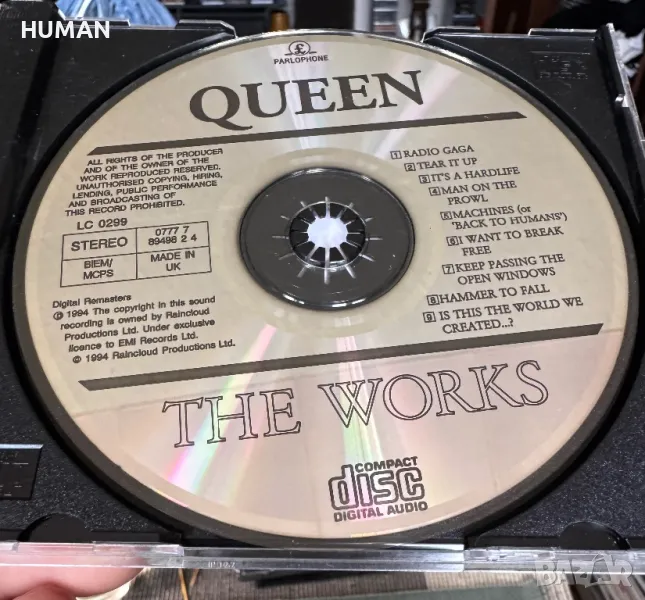 HUMAN
PARLOPHONE
QUEEN
ALL RIGHTS OF THE PRODUCER
AND OF THE OWNER OF THE
WORK REPRODUCED RESERVED.
UNAUTHORISED COPYING, HIRING,
LENDING, PUBLIC PERFORMANCE
AND BROADCASTING OF
THIS RECORD PROHIBITED.
LC 0299
STEREO
0777 7
89498 2 4
BIEM/
MCPS
MADE IN
UK
Digital Remasters
℗ 1994 The copyright in this sound
recording is owned by Raincloud
Productions Ltd. Under exclusive
licence to EMI Records Ltd.
© 1994 Raincloud Productions Ltd.
1 RADIO GAGA
2 TEAR IT UP
3 IT'S A HARDLIFE
4 MAN ON THE
PROWL
5 MACHINES (or
'BACK TO HUMANS')
6 I WANT TO BREAK
FREE
7 KEEP PASSING THE
OPEN WINDOWS
8 HAMMER TO FALL
9 IS THIS THE WORLD WE
CREATED...?
THE WORKS
COMPACT
disc
DIGITAL AUDIO
BAZAR